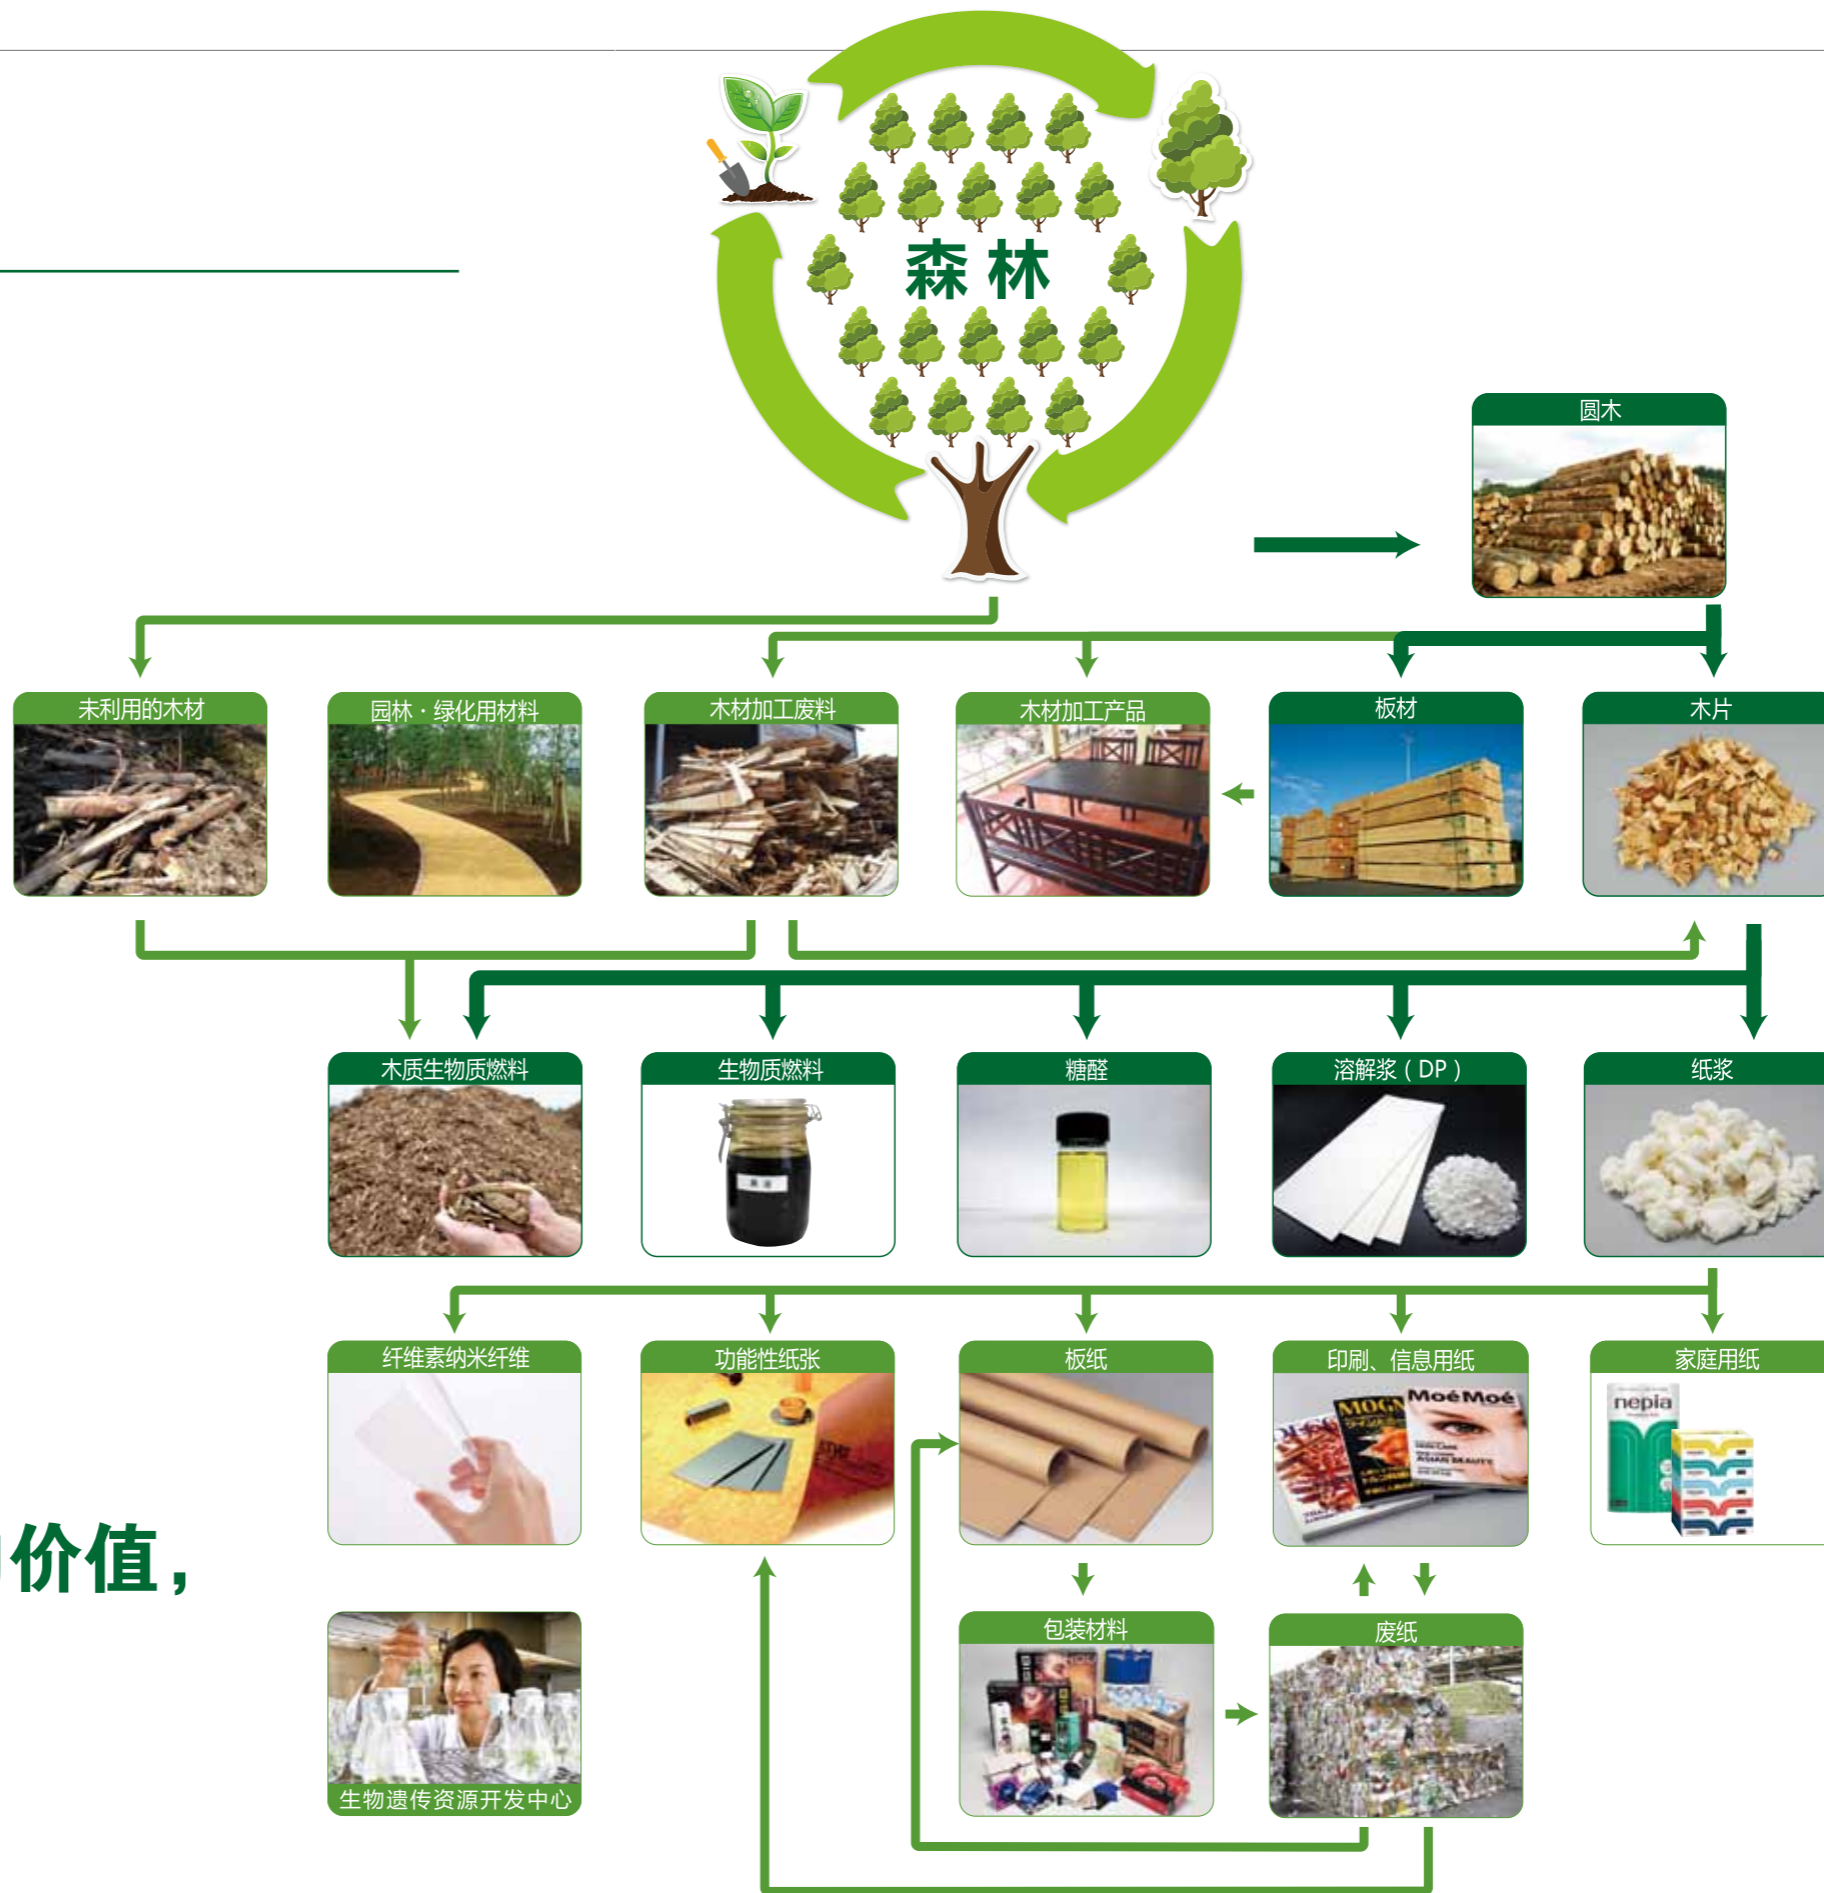 森林
圆木
未利用的木材
园林·绿化用材料
木材加工废料
木材加工产品
板材
木片
木质生物质燃料
生物质燃料
糖醛
溶解浆（DP）
纸浆
纤维素纳米纤维
功能性纸张
板纸
印刷、信息用纸
家庭用纸
MoéMoé
ASIAN BEAUTY
nepia
价值，
包装材料
废纸
生物遗传资源开发中心